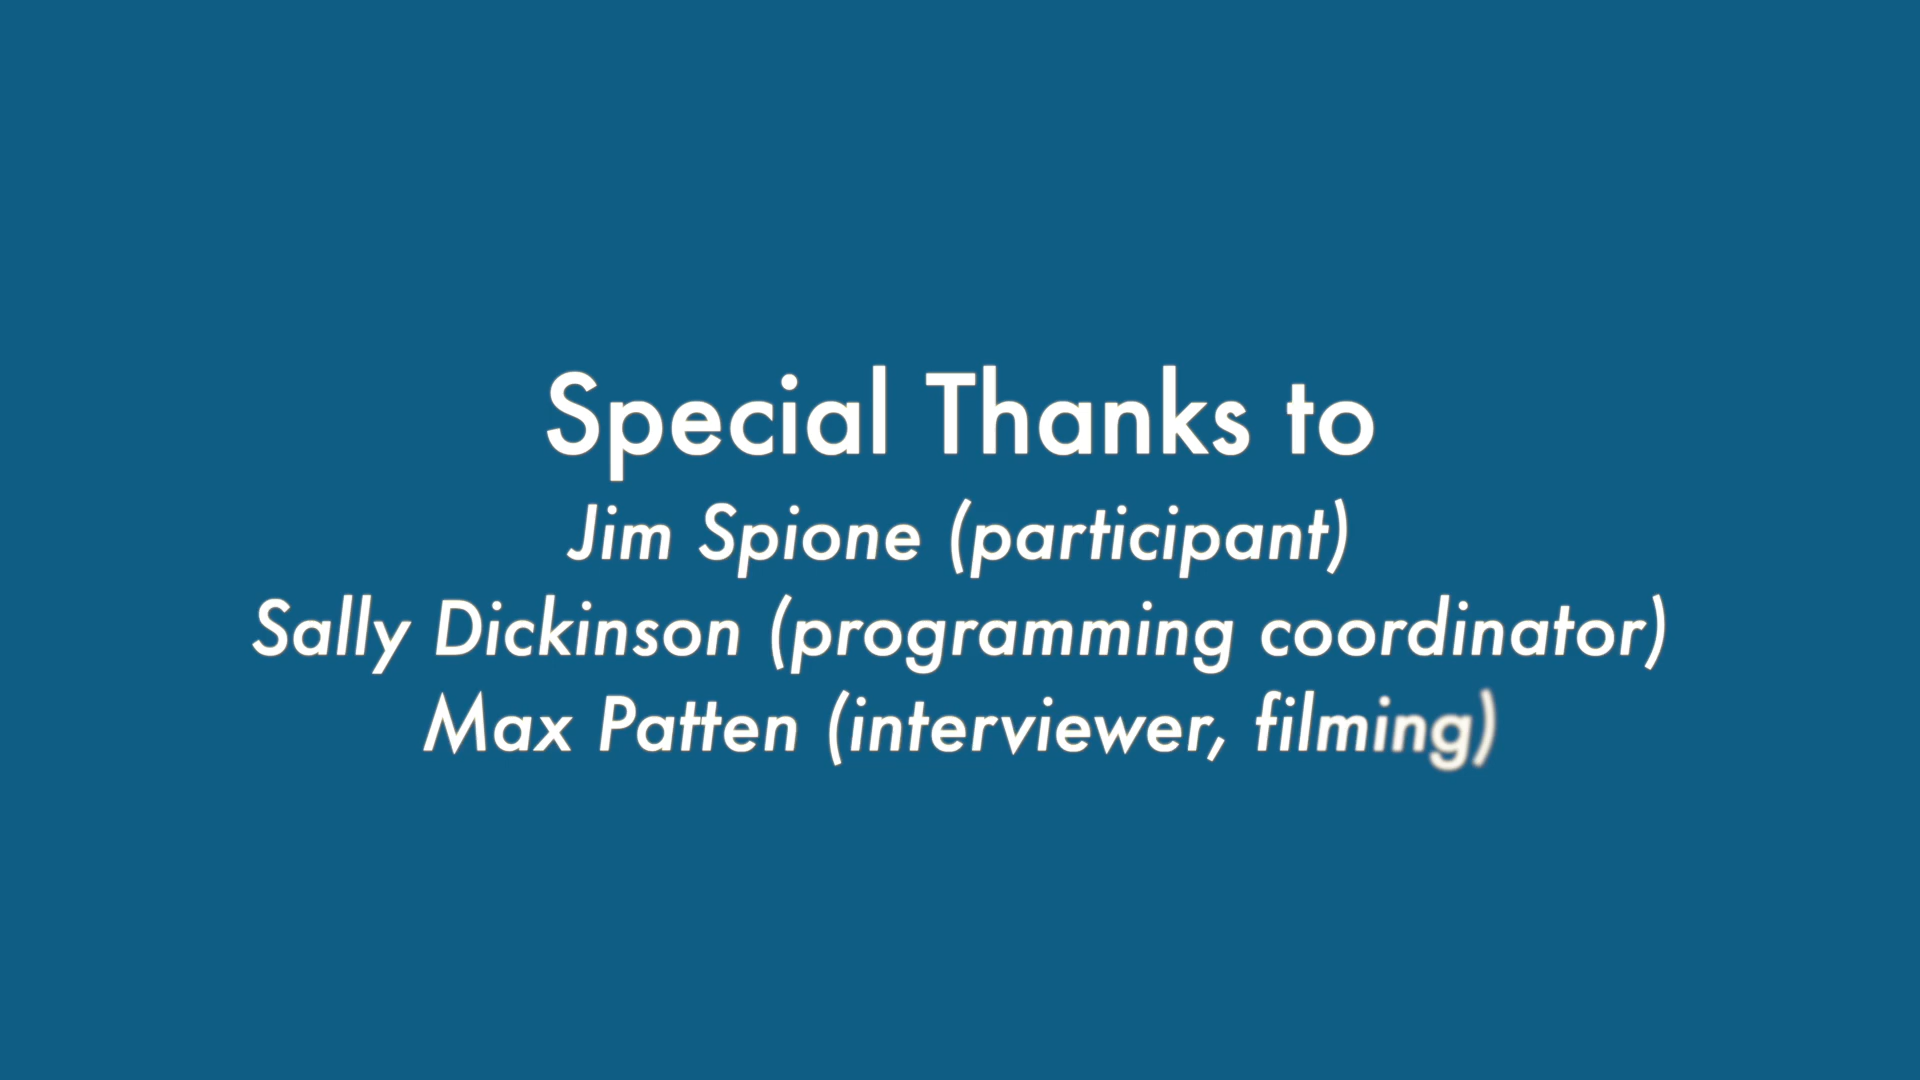 Special Thanks to
Jim Spione (participant)
Sally Dickinson (programming coordinator)
Max Patten (interviewer, filming)